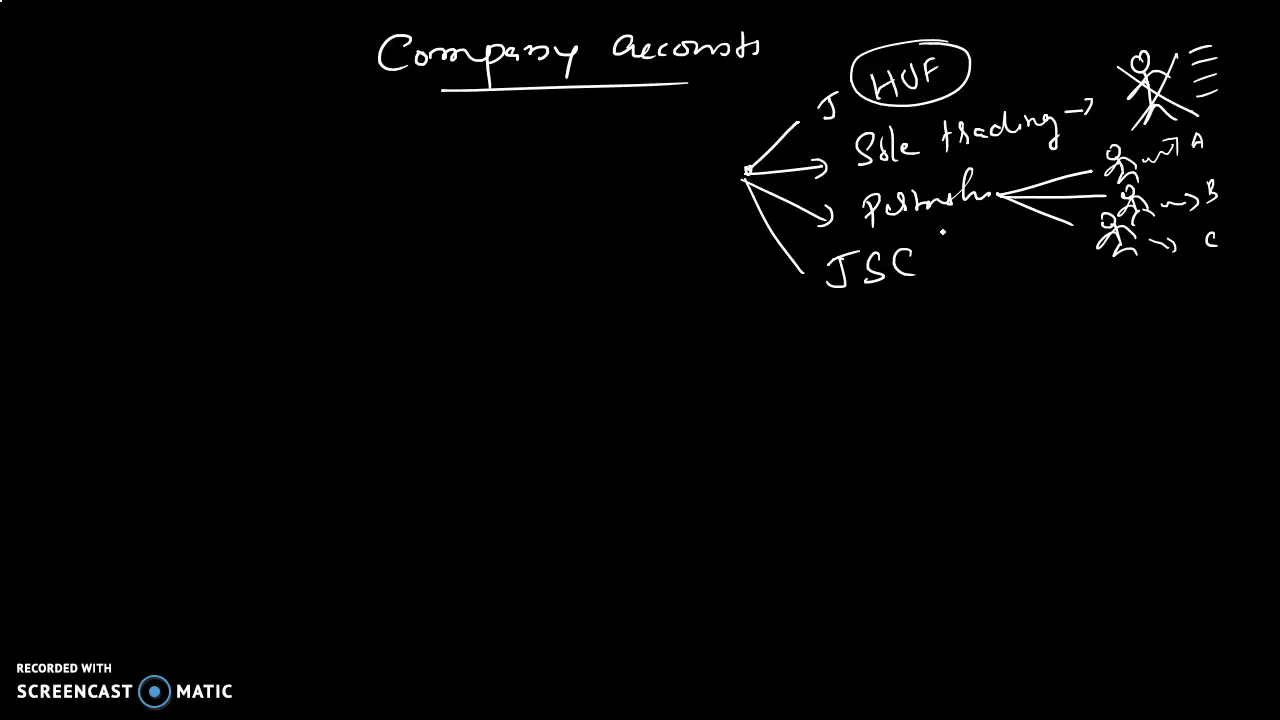 Company Accounts
J HUF
Sole trading →
Partnership
A
B
C
JSC
RECORDED WITH
SCREENCAST MATIC